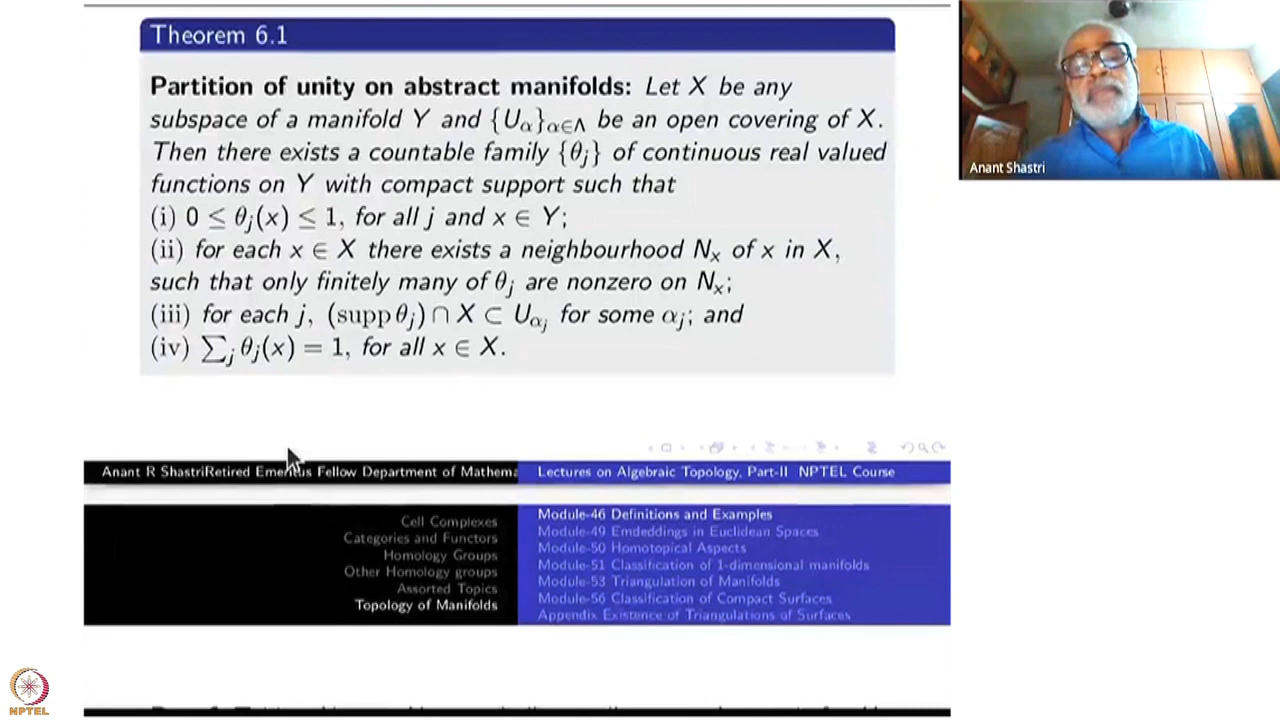 Theorem 6.1
Partition of unity on abstract manifolds: Let X be any
subspace of a manifold Y and {U_α}_{α∈Λ} be an open covering of X.
Then there exists a countable family {θ_j} of continuous real valued
functions on Y with compact support such that
(i) 0 ≤ θ_j(x) ≤ 1, for all j and x ∈ Y;
(ii) for each x ∈ X there exists a neighbourhood N_x of x in X,
such that only finitely many of θ_j are nonzero on N_x;
(iii) for each j, (supp θ_j) ∩ X ⊂ U_{α_j} for some α_j; and
(iv) ∑_j θ_j(x) = 1, for all x ∈ X.
Anant Shastri
Anant R ShastriRetired Emeritus Fellow Department of Mathema
Lectures on Algebraic Topology, Part-II NPTEL Course
Cell Complexes
Categories and Functors
Homology Groups
Other Homology groups
Assorted Topics
Topology of Manifolds
Module-46 Definitions and Examples
Module-49 Emdeddings in Euclidean Spaces
Module-50 Homotopical Aspects
Module-51 Classification of 1-dimensional manifolds
Module-53 Triangulation of Manifolds
Module-56 Classification of Compact Surfaces
Appendix Existence of Triangulations of Surfaces
NPTEL